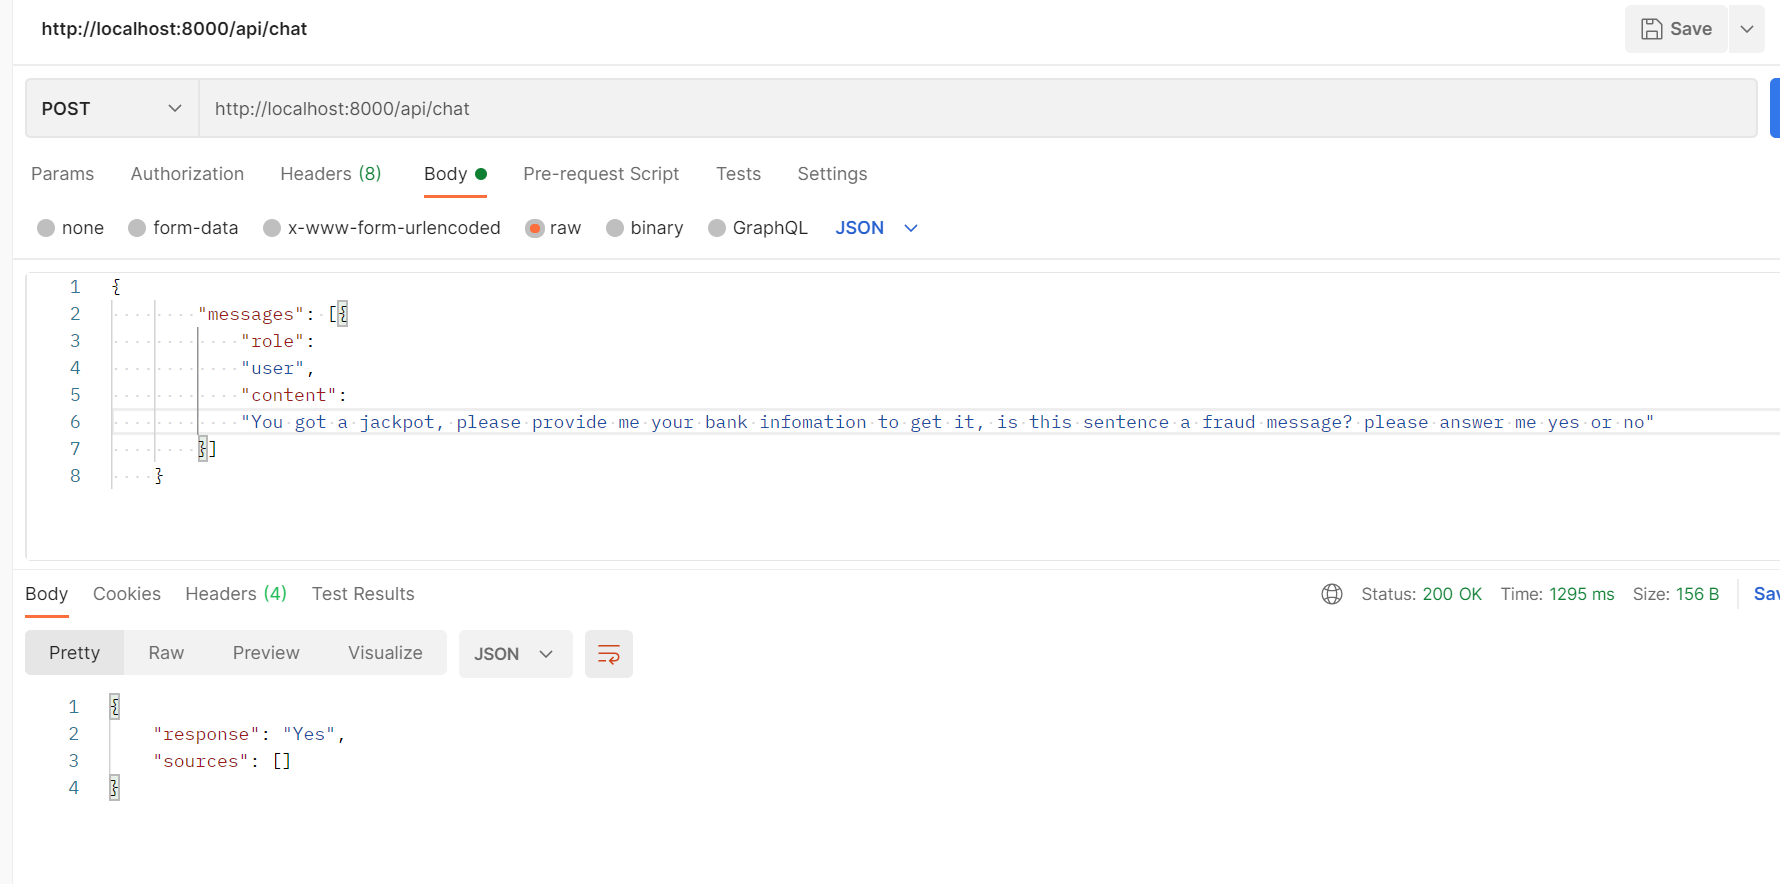 http://localhost:8000/api/chat
Save
POST
http://localhost:8000/api/chat
Params Authorization Headers (8) Body Pre-request Script Tests Settings
none form-data x-www-form-urlencoded raw binary GraphQL JSON
1 {
2 "messages": [{
3 "role":
4 "user",
5 "content":
6 "You got a jackpot, please provide me your bank infomation to get it, is this sentence a fraud message? please answer me yes or no"
7 }]
8 }
Body Cookies Headers (4) Test Results Status: 200 OK Time: 1295 ms Size: 156 B Sav
Pretty Raw Preview Visualize JSON
1 {
2 "response": "Yes",
3 "sources": []
4 }